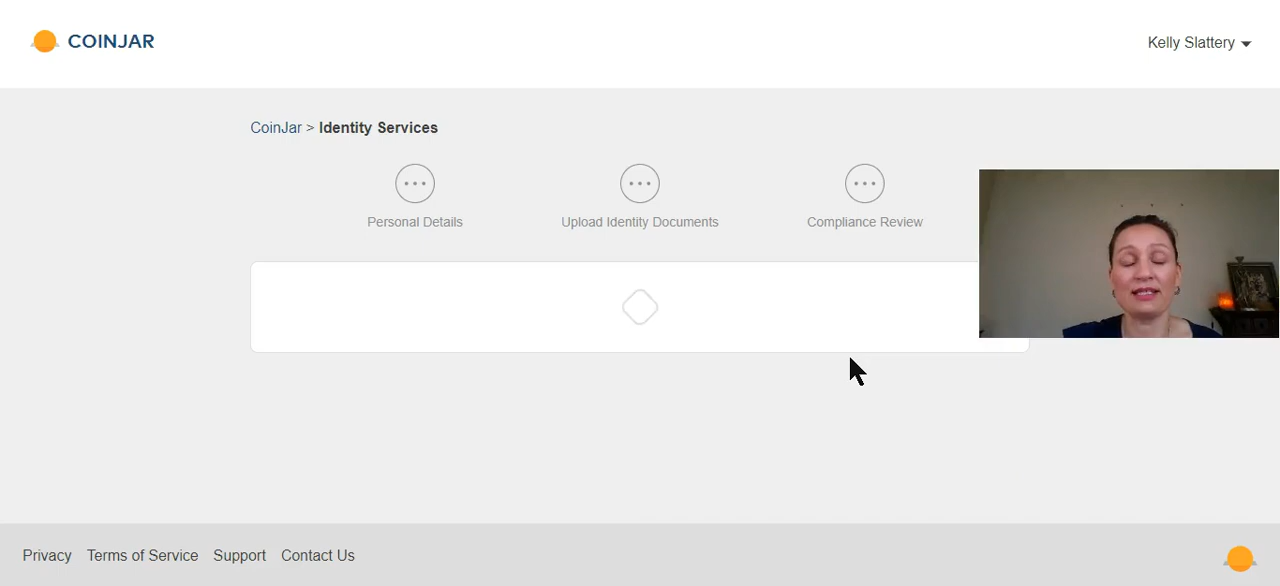 COINJAR
Kelly Slattery
CoinJar > Identity Services
Personal Details
Upload Identity Documents
Compliance Review
Privacy Terms of Service Support Contact Us